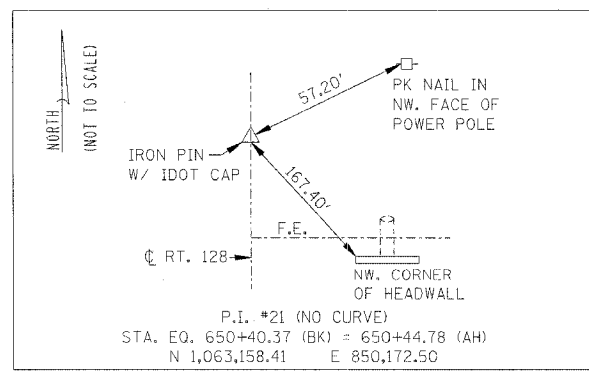 NORTH
(NOT TO SCALE)
57.20'
PK NAIL IN
NW. FACE OF
POWER POLE
IRON PIN
W/ IDOT CAP
167.40'
F.E.
℄ RT. 128
NW. CORNER
OF HEADWALL
P.I. #21 (NO CURVE)
STA. EQ. 650+40.37 (BK) = 650+44.78 (AH)
N 1,063,158.41 E 850,172.50